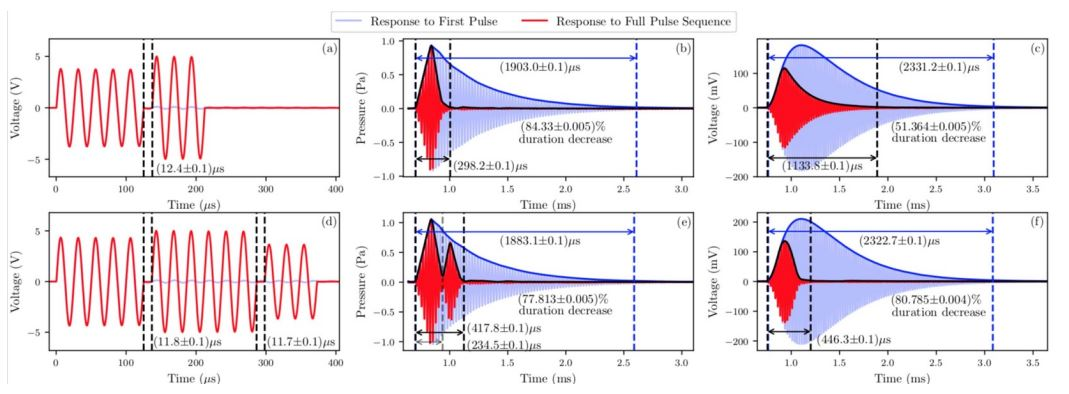 Response to First Pulse Response to Full Pulse Sequence
(a)
5
0
−5
Voltage (V)
(12.4±0.1)μs
0 100 200 300 400
Time (μs)
(b)
1.0
0.5
0.0
−0.5
−1.0
Pressure (Pa)
(1903.0±0.1)μs
(84.33±0.005)%
duration decrease
(298.2±0.1)μs
1.0 1.5 2.0 2.5 3.0
Time (ms)
(c)
100
0
−100
−200
Voltage (mV)
(2331.2±0.1)μs
(51.364±0.005)%
duration decrease
(1133.8±0.1)μs
1.0 1.5 2.0 2.5 3.0 3.5
Time (ms)
(d)
5
0
−5
Voltage (V)
(11.8±0.1)μs
(11.7±0.1)μs
0 100 200 300 400
Time (μs)
(e)
1.0
0.5
0.0
−0.5
−1.0
Pressure (Pa)
(1883.1±0.1)μs
(77.813±0.005)%
duration decrease
(417.8±0.1)μs
(234.5±0.1)μs
1.0 1.5 2.0 2.5 3.0
Time (ms)
(f)
200
100
0
−100
−200
Voltage (mV)
(2322.7±0.1)μs
(80.785±0.004)%
duration decrease
(446.3±0.1)μs
1.0 1.5 2.0 2.5 3.0 3.5
Time (ms)